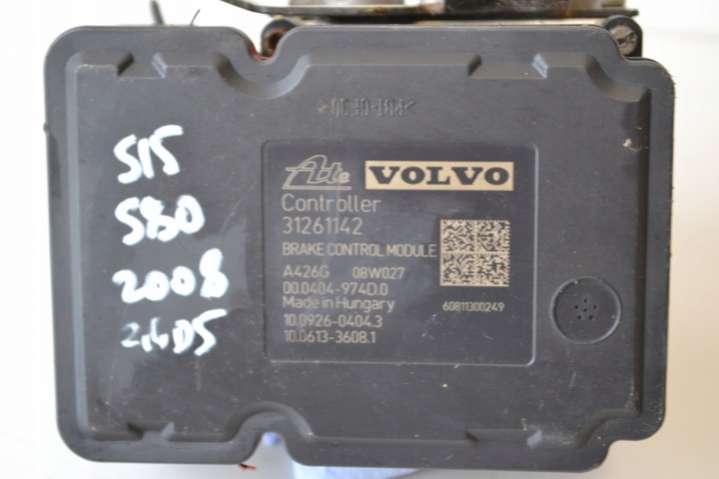 S15
S80
2008
2,4D5
Ate VOLVO
Controller
31261142
BRAKE CONTROL MODULE
A426G 08W027
00.0404-974D.0
Made in Hungary
60811300249
10.0926-0404.3
10.0613-3608.1